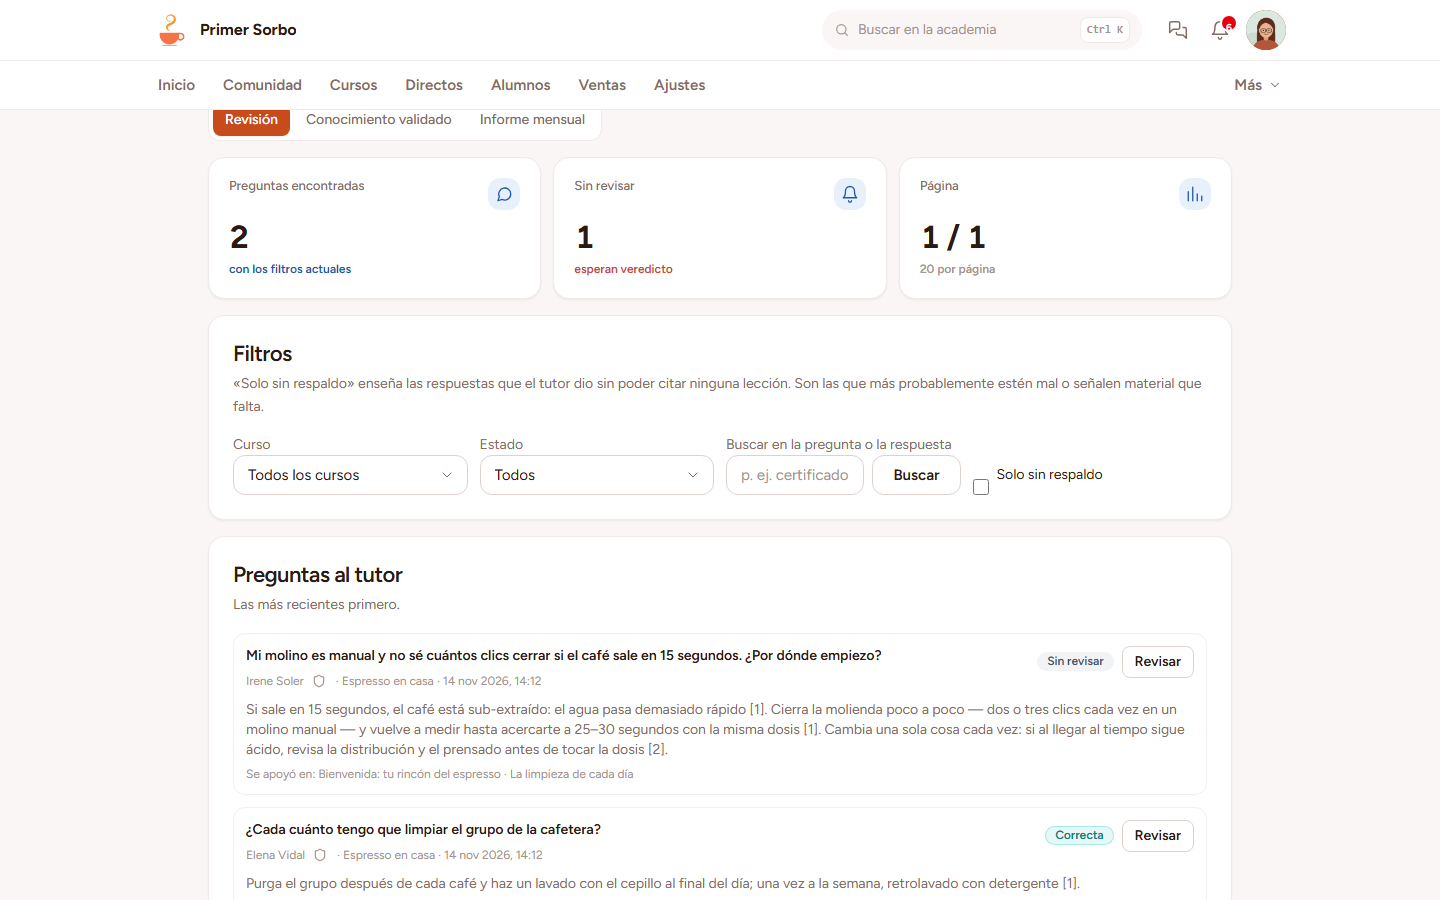 Primer Sorbo
Buscar en la academia
Ctrl K
6
Inicio
Comunidad
Cursos
Directos
Alumnos
Ventas
Ajustes
Más
Revisión
Conocimiento validado
Informe mensual
Preguntas encontradas
2
con los filtros actuales
Sin revisar
1
esperan veredicto
Página
1 / 1
20 por página
Filtros
«Solo sin respaldo» enseña las respuestas que el tutor dio sin poder citar ninguna lección. Son las que más probablemente estén mal o señalen material que
falta.
Curso
Todos los cursos
Estado
Todos
Buscar en la pregunta o la respuesta
p. ej. certificado
Buscar
Solo sin respaldo
Preguntas al tutor
Las más recientes primero.
Mi molino es manual y no sé cuántos clics cerrar si el café sale en 15 segundos. ¿Por dónde empiezo?
Sin revisar
Revisar
Irene Soler · Espresso en casa · 14 nov 2026, 14:12
Si sale en 15 segundos, el café está sub-extraído: el agua pasa demasiado rápido [1]. Cierra la molienda poco a poco — dos o tres clics cada vez en un
molino manual — y vuelve a medir hasta acercarte a 25–30 segundos con la misma dosis [1]. Cambia una sola cosa cada vez: si al llegar al tiempo sigue
ácido, revisa la distribución y el prensado antes de tocar la dosis [2].
Se apoyó en: Bienvenida: tu rincón del espresso · La limpieza de cada día
¿Cada cuánto tengo que limpiar el grupo de la cafetera?
Correcta
Revisar
Elena Vidal · Espresso en casa · 14 nov 2026, 14:12
Purga el grupo después de cada café y haz un lavado con el cepillo al final del día; una vez a la semana, retrolavado con detergente [1].